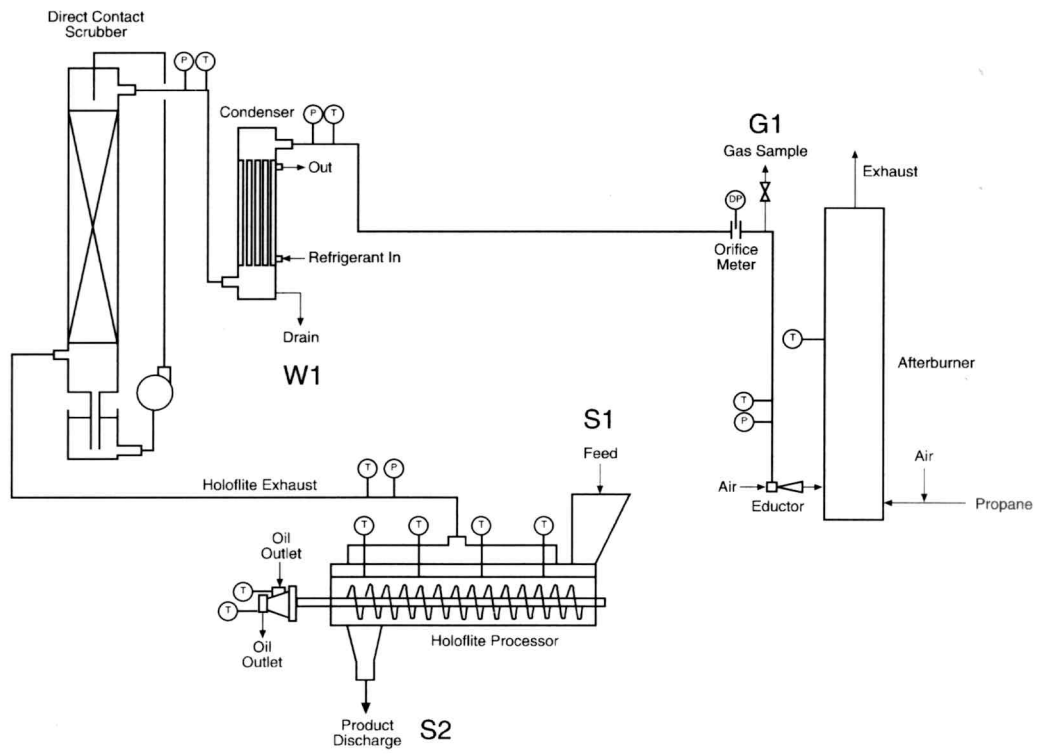 Direct Contact
Scrubber
P
T
Condenser
P
T
Out
Refrigerant In
Drain
W1
G1
Gas Sample
DP
Orifice
Meter
Exhaust
T
Afterburner
T
P
Air
Eductor
Air
Propane
S1
Feed
Holoflite Exhaust
T
P
T
T
T
T
Oil
Outlet
T
T
Oil
Outlet
Holoflite Processor
Product
Discharge
S2